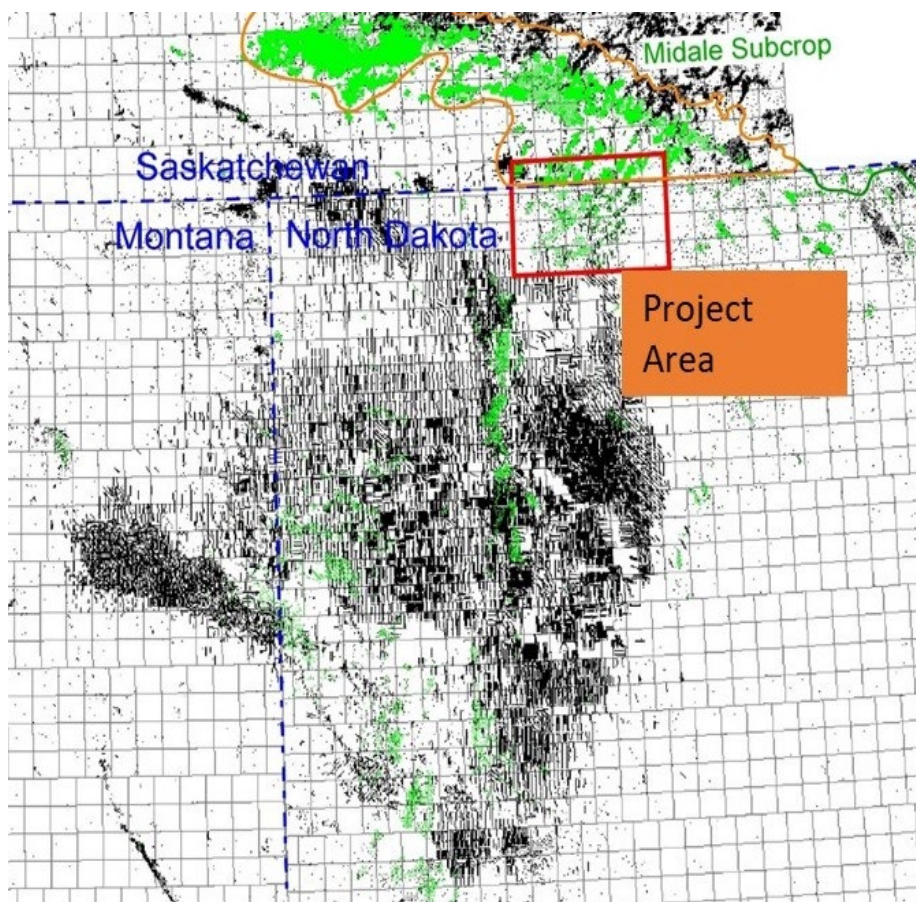 Midale Subcrop
Saskatchewan
Montana
North Dakota
Project
Area